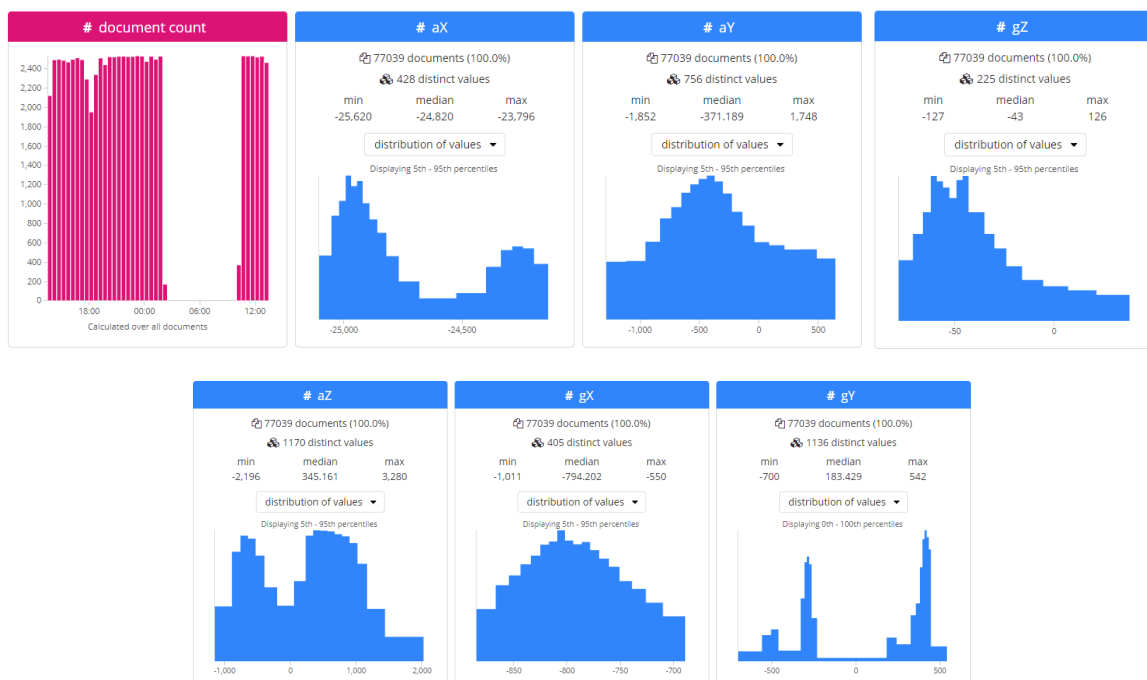 # document count
2,400
2,200
2,000
1,800
1,600
1,400
1,200
1,000
800
600
400
200
0
18:00 00:00 06:00 12:00
Calculated over all documents
# aX
77039 documents (100.0%)
428 distinct values
min median max
-25,620 -24,820 -23,796
distribution of values
Displaying 5th - 95th percentiles
-25,000 -24,500
# aY
77039 documents (100.0%)
756 distinct values
min median max
-1,852 -371.189 1,748
distribution of values
Displaying 5th - 95th percentiles
-1,000 -500 0 500
# gZ
77039 documents (100.0%)
225 distinct values
min median max
-127 -43 126
distribution of values
Displaying 5th - 95th percentiles
-50 0
# aZ
77039 documents (100.0%)
1170 distinct values
min median max
-2,196 345.161 3,280
distribution of values
Displaying 5th - 95th percentiles
-1,000 0 1,000 2,000
# gX
77039 documents (100.0%)
405 distinct values
min median max
-1,011 -794.202 -550
distribution of values
Displaying 5th - 95th percentiles
-850 -800 -750 -700
# gY
77039 documents (100.0%)
1136 distinct values
min median max
-700 183.429 542
distribution of values
Displaying 0th - 100th percentiles
-500 0 500